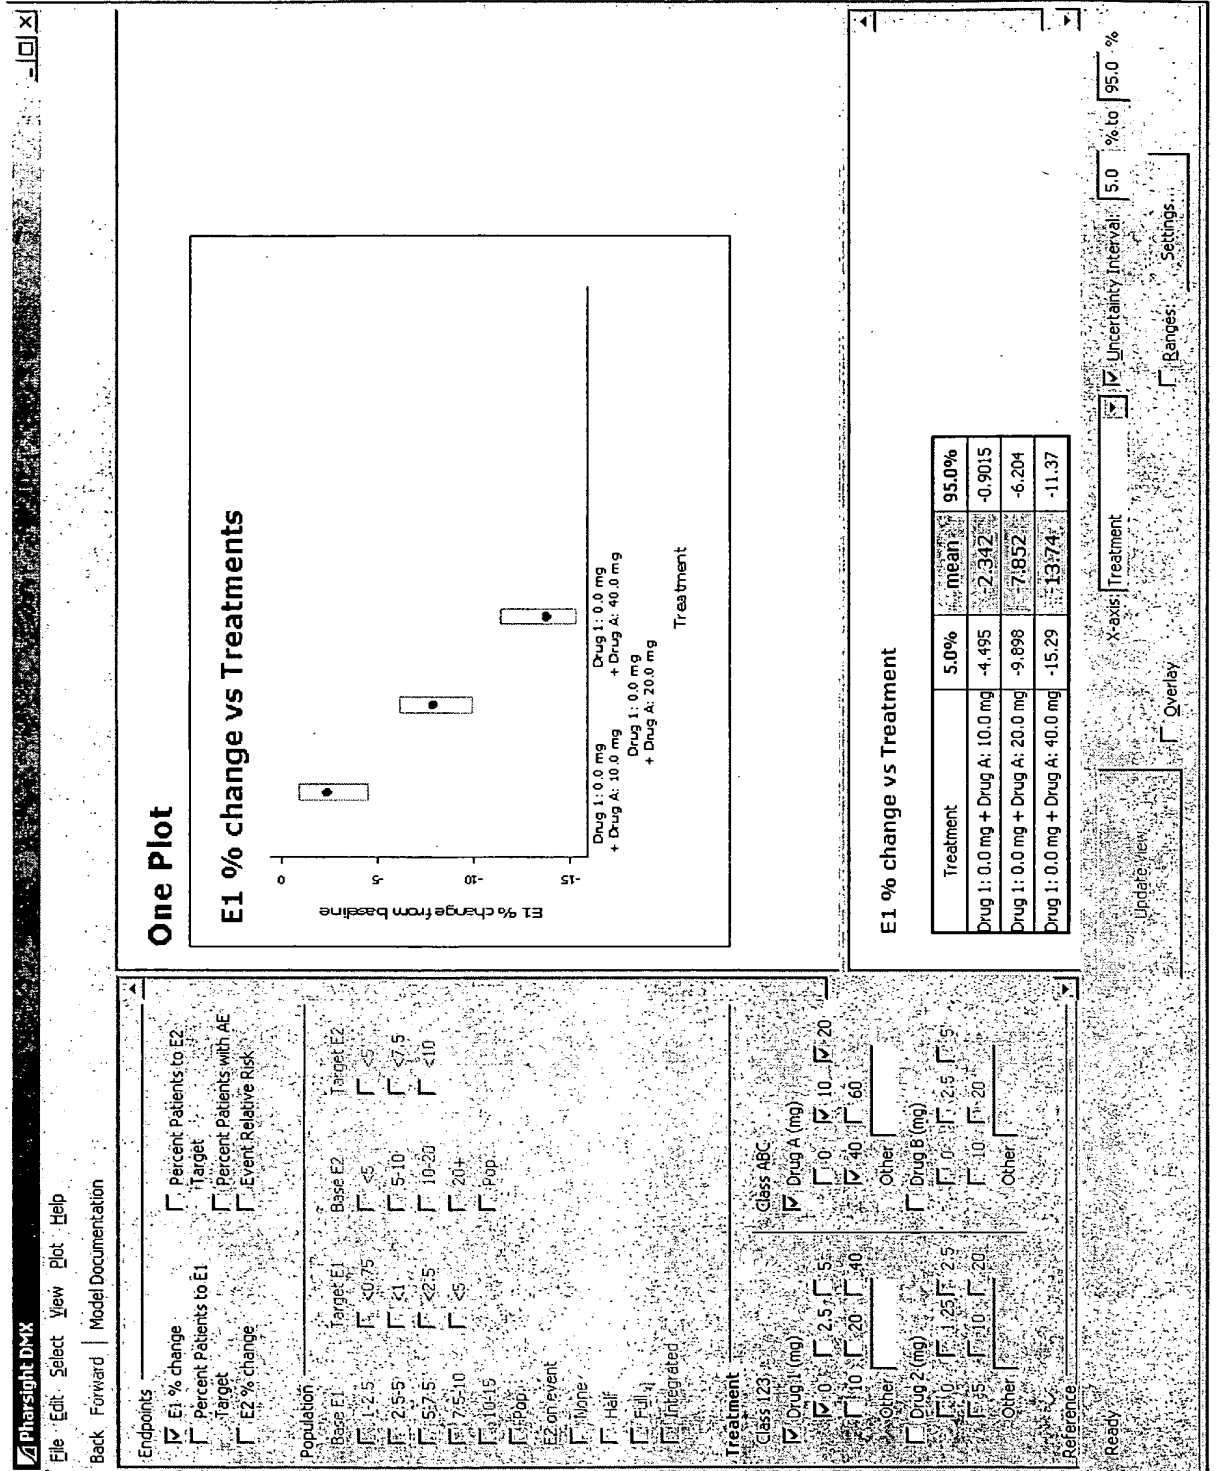 Pharsight DMX
File Edit Select View Plot Help
Back Forward Model Documentation
Endpoints
E1 % change
Percent Patients to E1
Target
E2 % change
Percent Patients to E2
Target
Percent Patients with AE
Event Relative Risk
Population
Base E1 Target E1 Base E2 Target E2
1-2.5 <0.75 <5 <5
2.5-5 <1 5-10 <7.5
5-7.5 <2.5 10-20 <10
7.5-10 <5 20+
10-15 Pop
Pop
E2 on event
None
Half
Full
Integrated
Treatment
Class 123
Drug 1 (mg)
0 2.5 5
10 20 40
Other
Drug 2 (mg)
0 1.25 2.5
10 20
Other
Class ABC
Drug A (mg)
0 10 20
40 60
Other
Drug B (mg)
0 2.5 5
10 20
Other
Reference
One Plot
E1 % change vs Treatments
E1 % change from baseline
0
-5
-10
-15
Drug 1: 0.0 mg
+ Drug A: 10.0 mg
Drug 1: 0.0 mg
+ Drug A: 20.0 mg
Drug 1: 0.0 mg
+ Drug A: 40.0 mg
Treatment
E1 % change vs Treatment
Treatment 5.0% mean 95.0%
Drug 1: 0.0 mg + Drug A: 10.0 mg -4.495 -2.342 -0.9015
Drug 1: 0.0 mg + Drug A: 20.0 mg -9.898 -7.852 -6.204
Drug 1: 0.0 mg + Drug A: 40.0 mg -15.29 -13.74 -11.37
Ready
Update view
Overlay
X-axis: Treatment
Uncertainty Interval: 5.0 % to 95.0 %
Ranges: Settings...